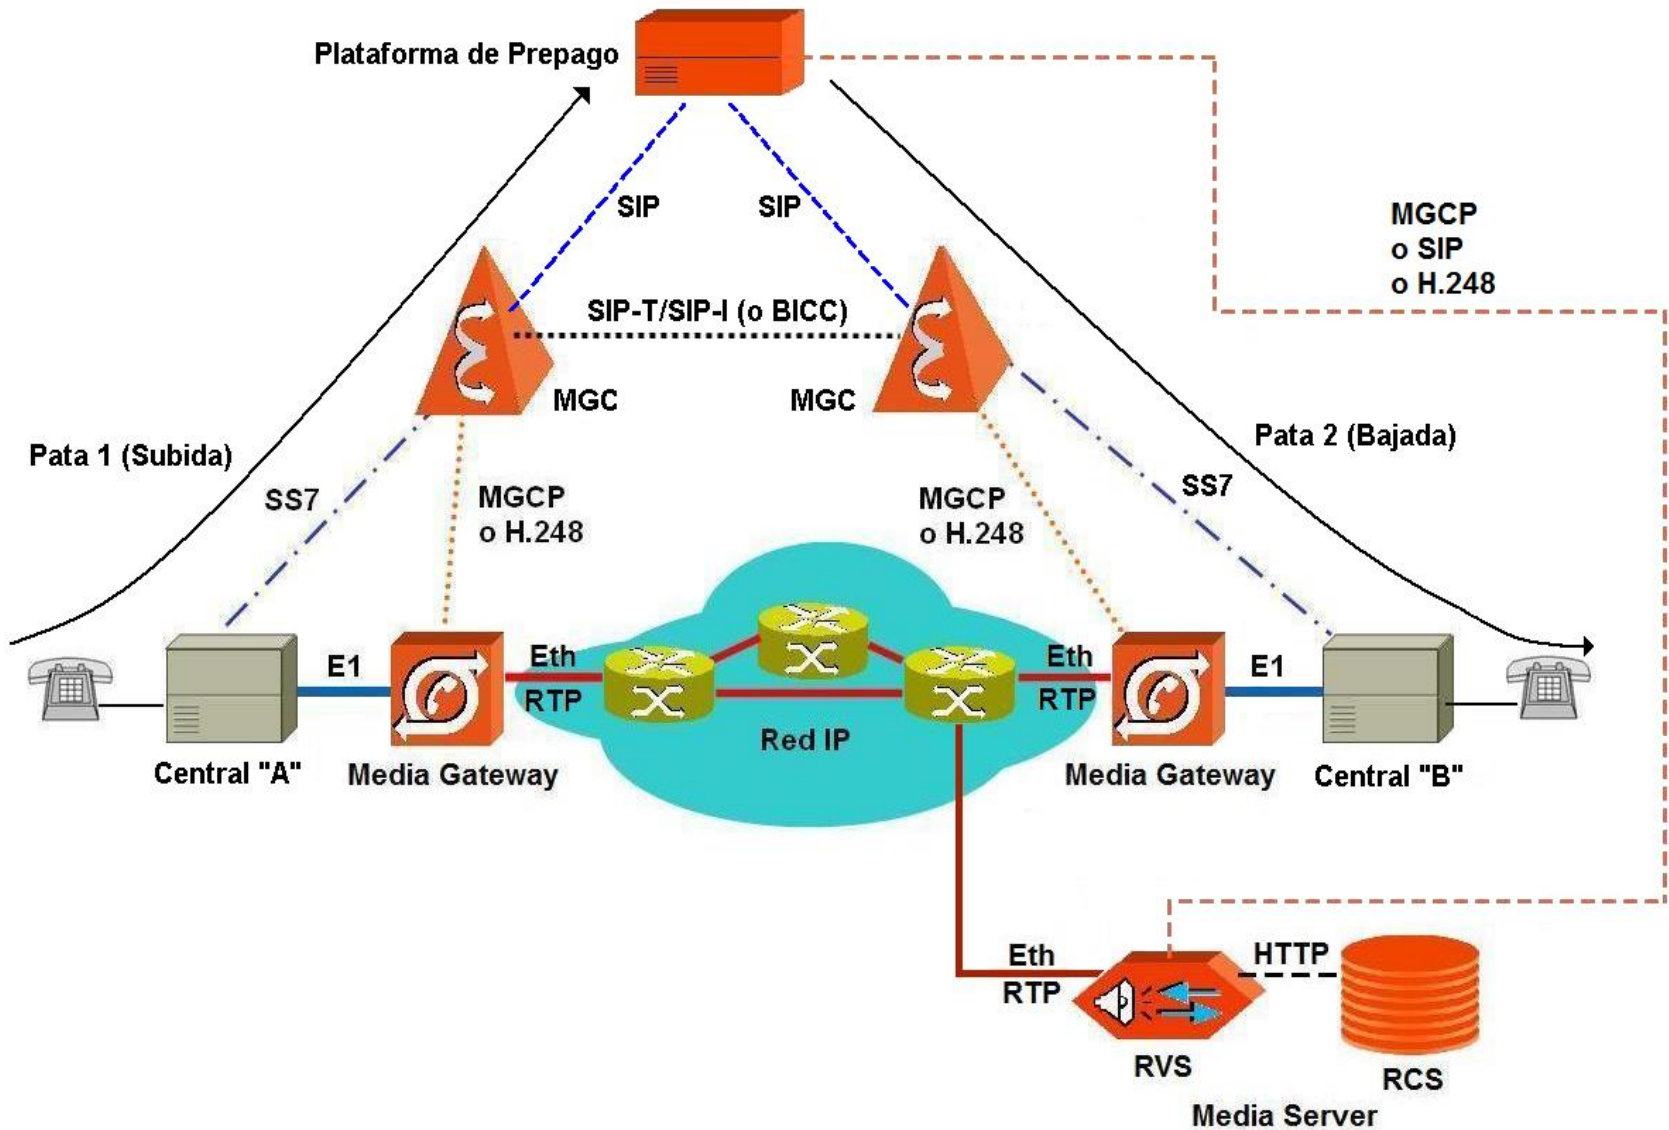 Plataforma de Prepago
SIP
SIP
MGCP
o SIP
o H.248
SIP-T/SIP-I (o BICC)
MGC
MGC
Pata 1 (Subida)
Pata 2 (Bajada)
SS7
SS7
MGCP
o H.248
MGCP
o H.248
E1
Eth
RTP
Eth
RTP
E1
Red IP
Central "A"
Media Gateway
Media Gateway
Central "B"
Eth
RTP
HTTP
RVS
RCS
Media Server